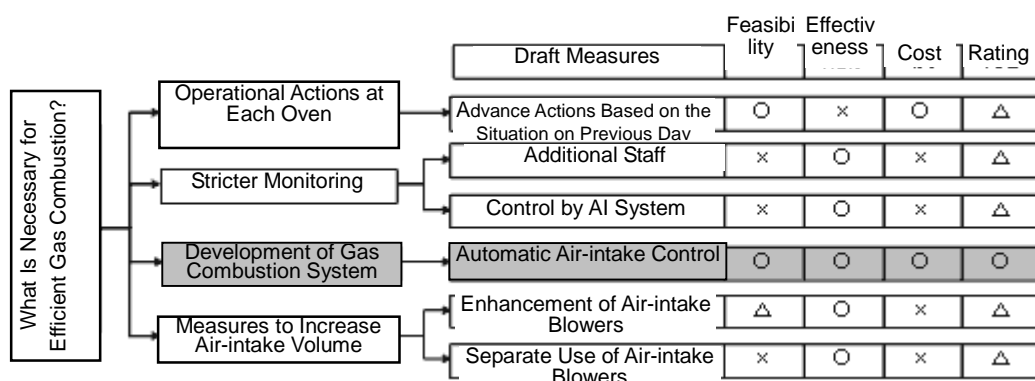 What Is Necessary for
Efficient Gas Combustion?
Draft Measures
Feasibi
lity
Effectiv
eness
Cost
Rating
Operational Actions at
Each Oven
Advance Actions Based on the
Situation on Previous Day
○ × ○ △
Stricter Monitoring
Additional Staff
× ○ × △
Control by AI System
× ○ × △
Development of Gas
Combustion System
Automatic Air-intake Control
○ ○ ○ ○
Measures to Increase
Air-intake Volume
Enhancement of Air-intake
Blowers
△ ○ × △
Separate Use of Air-intake
Blowers
× ○ × △